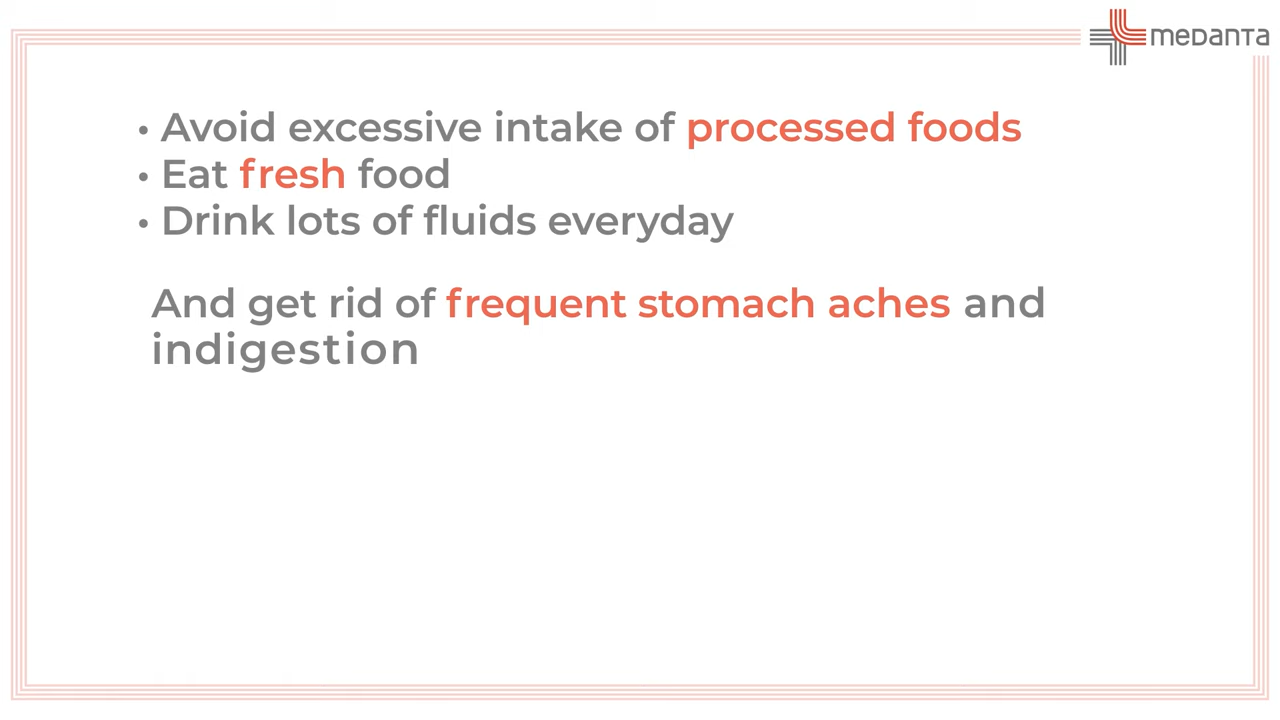 meDanTa
• Avoid excessive intake of processed foods
• Eat fresh food
• Drink lots of fluids everyday
And get rid of frequent stomach aches and
indigestion